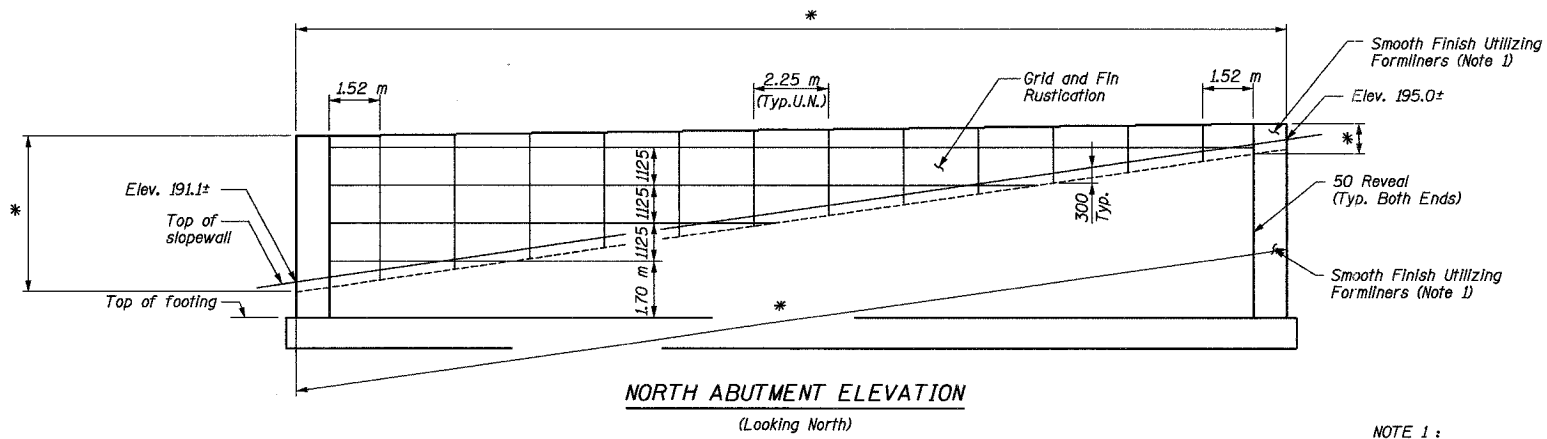 *
Smooth Finish Utilizing
Formliners (Note 1)
1.52 m
2.25 m
(Typ.U.N.)
Grid and Fin
Rustication
1.52 m
Elev. 195.0±
*
*
Elev. 191.1±
Top of
slopewall
Top of footing
1125
1125
1125
1.70 m
300
Typ.
50 Reveal
(Typ. Both Ends)
Smooth Finish Utilizing
Formliners (Note 1)
*
NORTH ABUTMENT ELEVATION
(Looking North)
NOTE 1 :